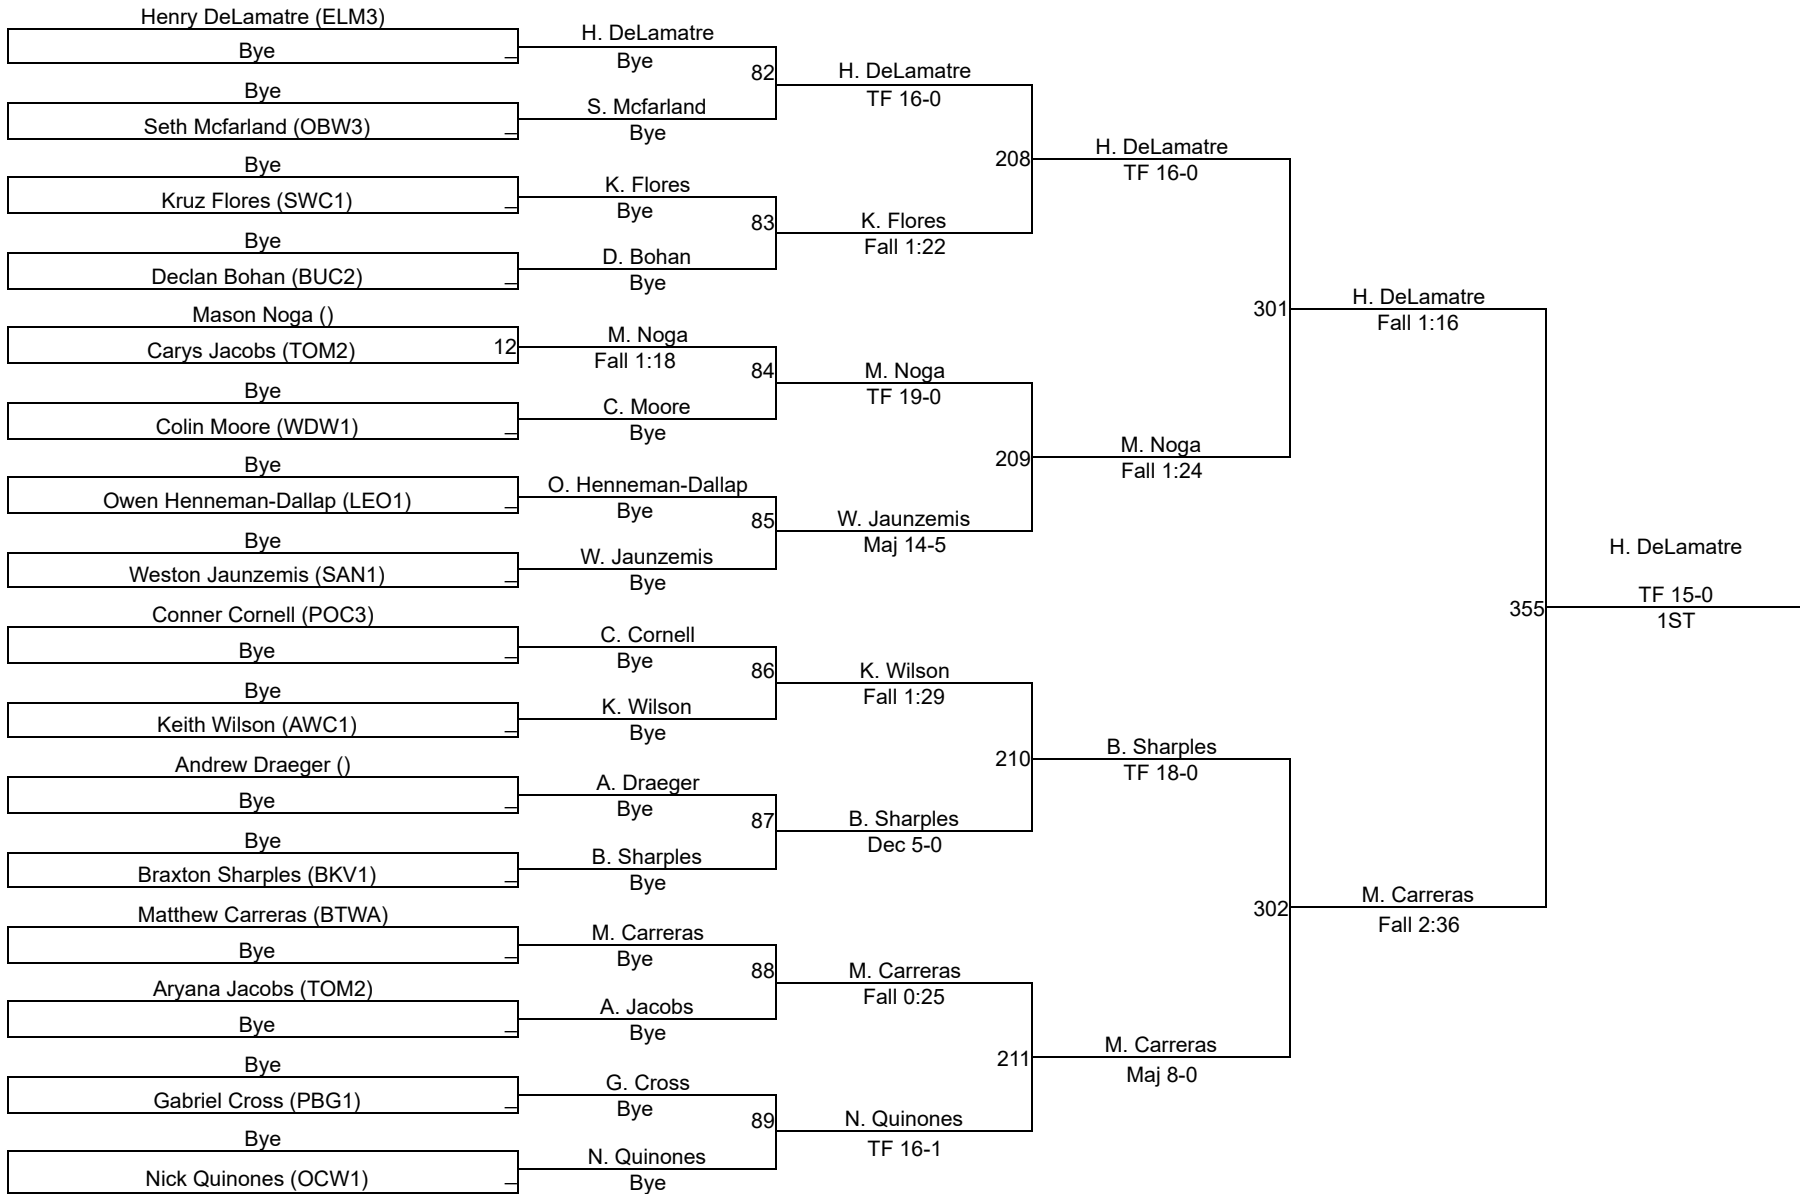 Henry DeLamatre (ELM3)
Bye _
Bye
Seth Mcfarland (OBW3) _
Bye
Kruz Flores (SWC1) _
Bye
Declan Bohan (BUC2) _
Mason Noga ()
Carys Jacobs (TOM2) 12
Bye
Colin Moore (WDW1) _
Bye
Owen Henneman-Dallap (LEO1) _
Bye
Weston Jaunzemis (SAN1) _
Conner Cornell (POC3)
Bye _
Bye
Keith Wilson (AWC1) _
Andrew Draeger ()
Bye _
Bye
Braxton Sharples (BKV1) _
Matthew Carreras (BTWA)
Bye _
Aryana Jacobs (TOM2)
Bye _
Bye
Gabriel Cross (PBG1) _
Bye
Nick Quinones (OCW1) _
H. DeLamatre
Bye
82
S. Mcfarland
Bye
K. Flores
Bye
83
D. Bohan
Bye
M. Noga
Fall 1:18
84
C. Moore
Bye
O. Henneman-Dallap
Bye
85
W. Jaunzemis
Bye
C. Cornell
Bye
86
K. Wilson
Bye
A. Draeger
Bye
87
B. Sharples
Bye
M. Carreras
Bye
88
A. Jacobs
Bye
G. Cross
Bye
89
N. Quinones
Bye
H. DeLamatre
TF 16-0
208
K. Flores
Fall 1:22
M. Noga
TF 19-0
209
W. Jaunzemis
Maj 14-5
K. Wilson
Fall 1:29
210
B. Sharples
Dec 5-0
M. Carreras
Fall 0:25
211
N. Quinones
TF 16-1
H. DeLamatre
TF 16-0
301
M. Noga
Fall 1:24
B. Sharples
TF 18-0
302
M. Carreras
Maj 8-0
H. DeLamatre
Fall 1:16
355
M. Carreras
Fall 2:36
H. DeLamatre
TF 15-0
1ST